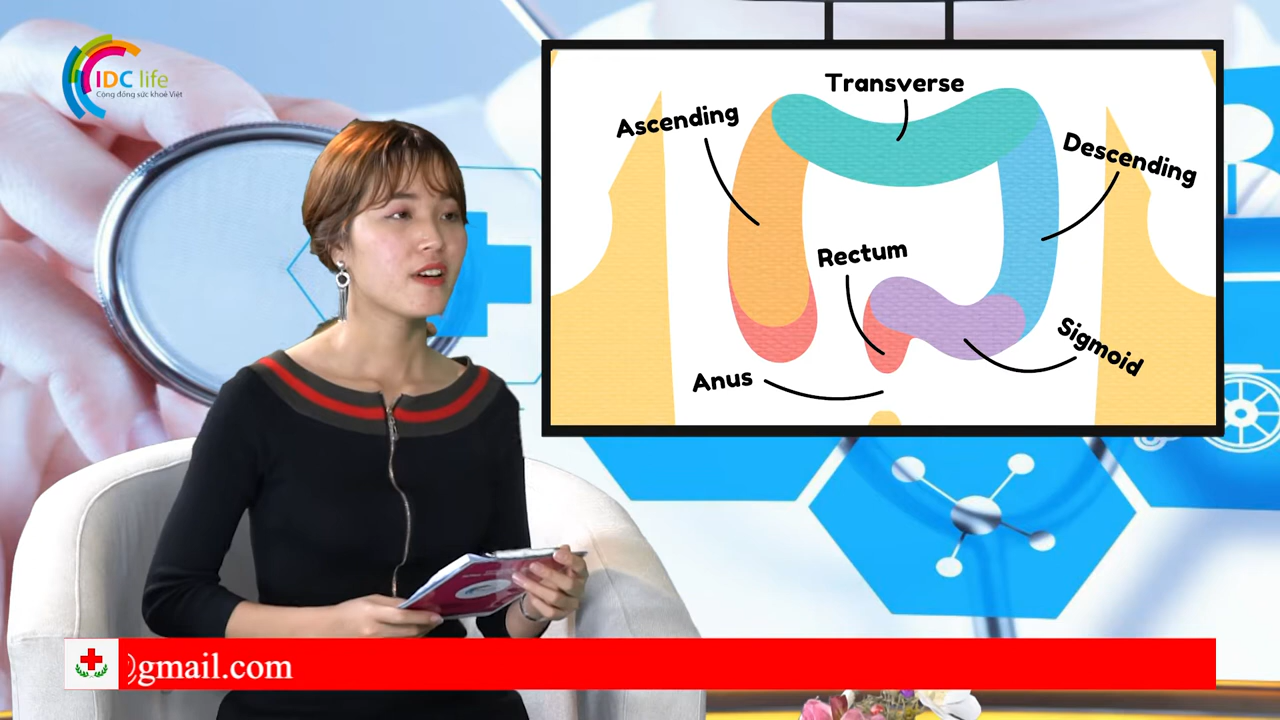 IDC life
Cộng đồng sức khoẻ Việt
Transverse
Ascending
Descending
Rectum
Sigmoid
Anus
gmail.com